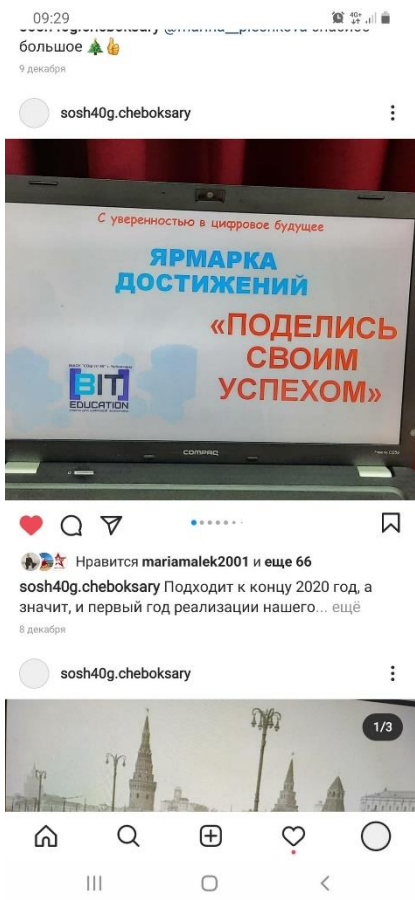 09:29
большое
9 декабря
sosh40g.cheboksary
С уверенностью в цифровое будущее
ЯРМАРКА
ДОСТИЖЕНИЙ
«ПОДЕЛИСЬ
СВОИМ
УСПЕХОМ»
[BIT]
EDUCATION
COMPAQ
Нравится mariamalek2001 и еще 66
sosh40g.cheboksary Подходит к концу 2020 год, а
значит, и первый год реализации нашего... ещё
8 декабря
sosh40g.cheboksary
1/3